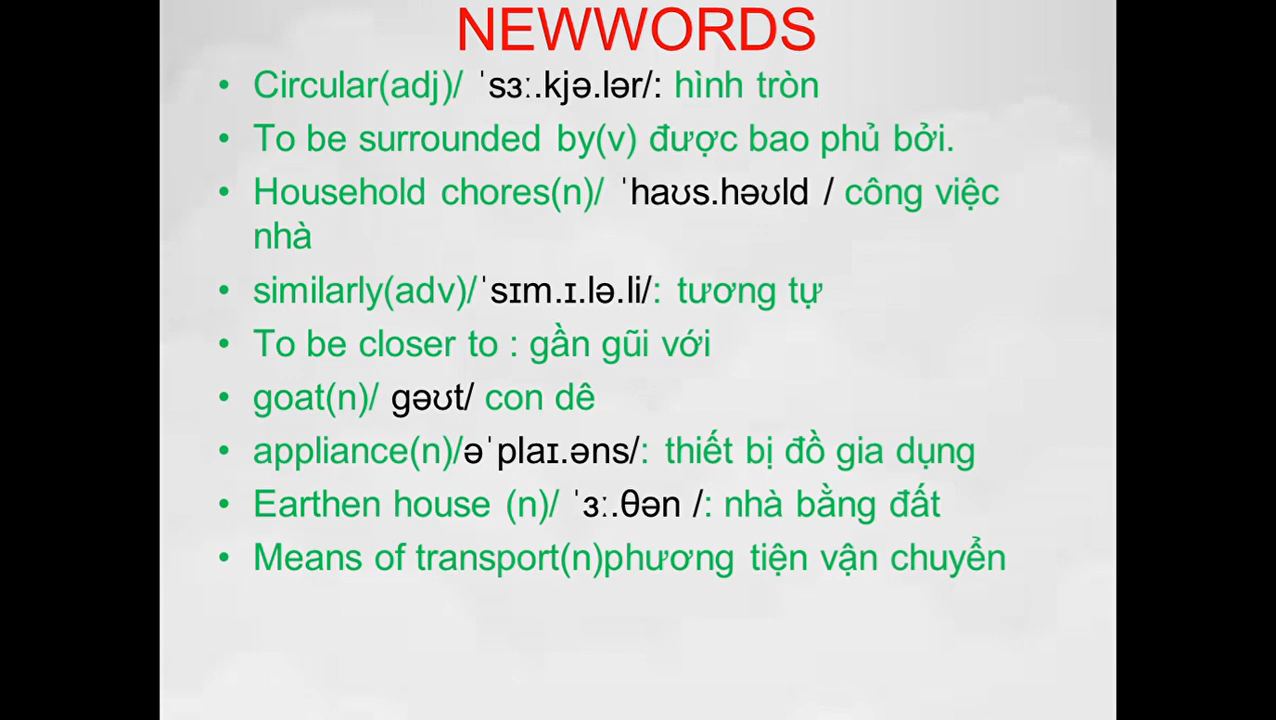 NEWWORDS
• Circular(adj)/ ˈsɜː.kjə.lər/: hình tròn
• To be surrounded by(v) được bao phủ bởi.
• Household chores(n)/ ˈhaʊs.həʊld / công việc
nhà
• similarly(adv)/ˈsɪm.ɪ.lə.li/: tương tự
• To be closer to : gần gũi với
• goat(n)/ gəʊt/ con dê
• appliance(n)/əˈplaɪ.əns/: thiết bị đồ gia dụng
• Earthen house (n)/ ˈɜː.θən /: nhà bằng đất
• Means of transport(n)phương tiện vận chuyển